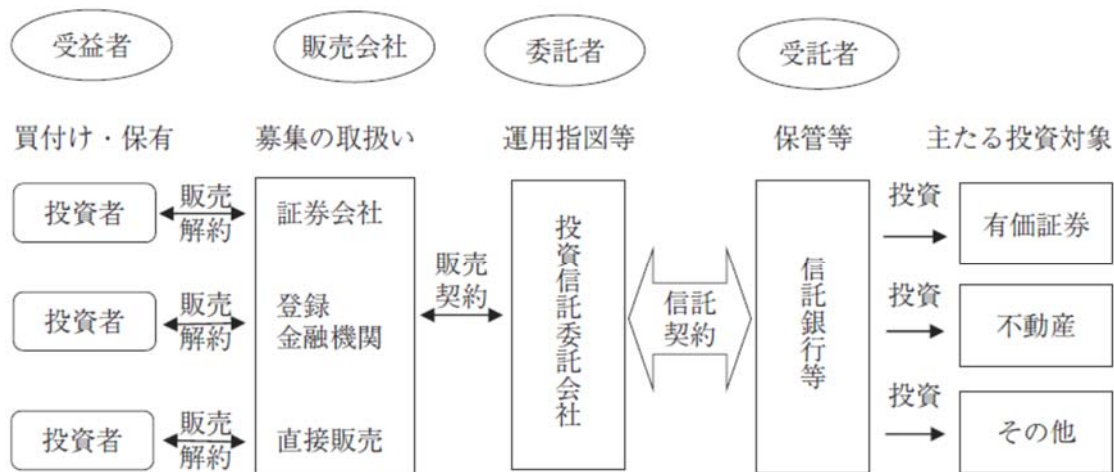 受益者
販売会社
委託者
受託者
買付け・保有
募集の取扱い
運用指図等
保管等
主たる投資対象
投資者
販売
解約
証券会社
投資
有価証券
投資者
販売
解約
登録
金融機関
販売
契約
投資信託委託会社
信託
契約
信託銀行等
投資
不動産
投資者
販売
解約
直接販売
投資
その他